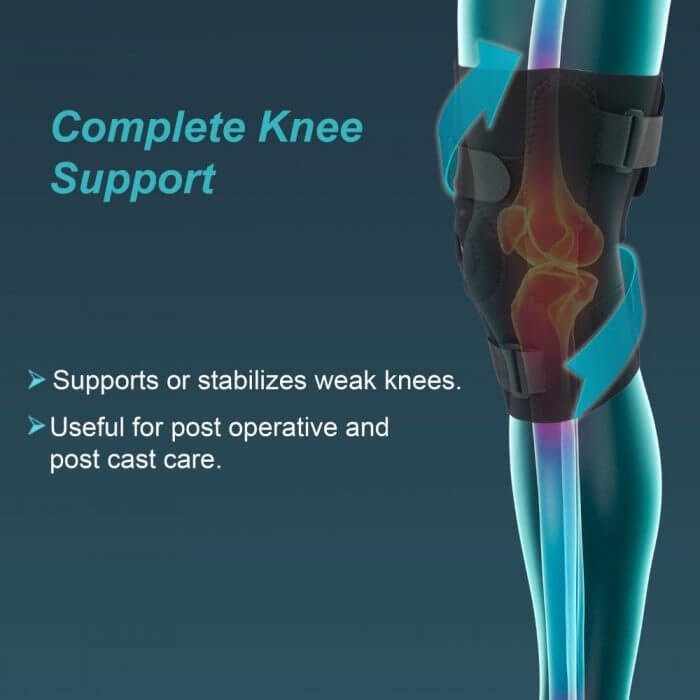 Complete Knee
Support
➤ Supports or stabilizes weak knees.
➤ Useful for post operative and
post cast care.